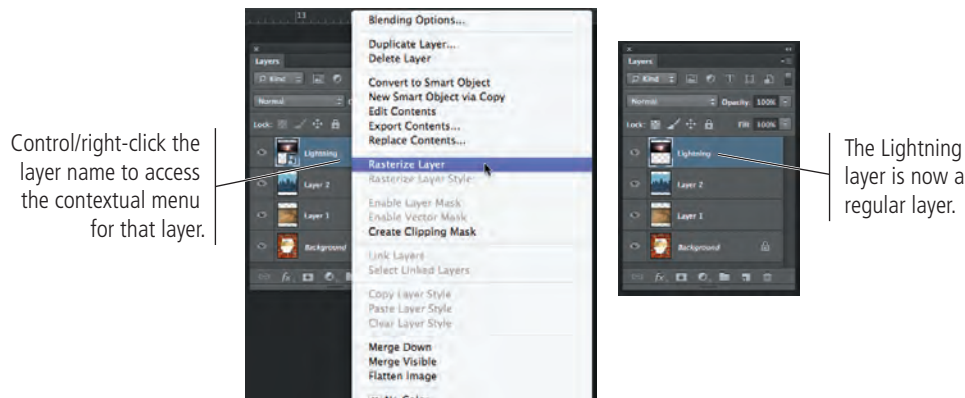 Control/right-click the
layer name to access
the contextual menu
for that layer.
13
Layers
Kind
Normal
Lock:
Lightning
Layer 2
Layer 1
Background
fx
Blending Options...
Duplicate Layer...
Delete Layer
Convert to Smart Object
New Smart Object via Copy
Edit Contents
Export Contents...
Replace Contents...
Rasterize Layer
Rasterize Layer Style
Enable Layer Mask
Enable Vector Mask
Create Clipping Mask
Link Layers
Select Linked Layers
Copy Layer Style
Paste Layer Style
Clear Layer Style
Merge Down
Merge Visible
Flatten Image
Layers
Kind
Normal Opacity: 100%
Lock: Fill: 100%
Lightning
Layer 2
Layer 1
Background
fx
The Lightning
layer is now a
regular layer.